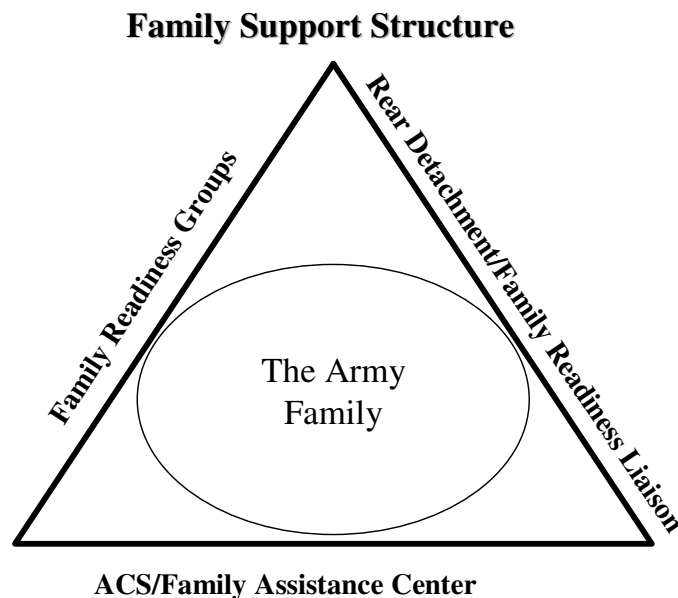 Family Support Structure
Family Readiness Groups
Rear Detachment/Family Readiness Liaison
The Army
Family
ACS/Family Assistance Center